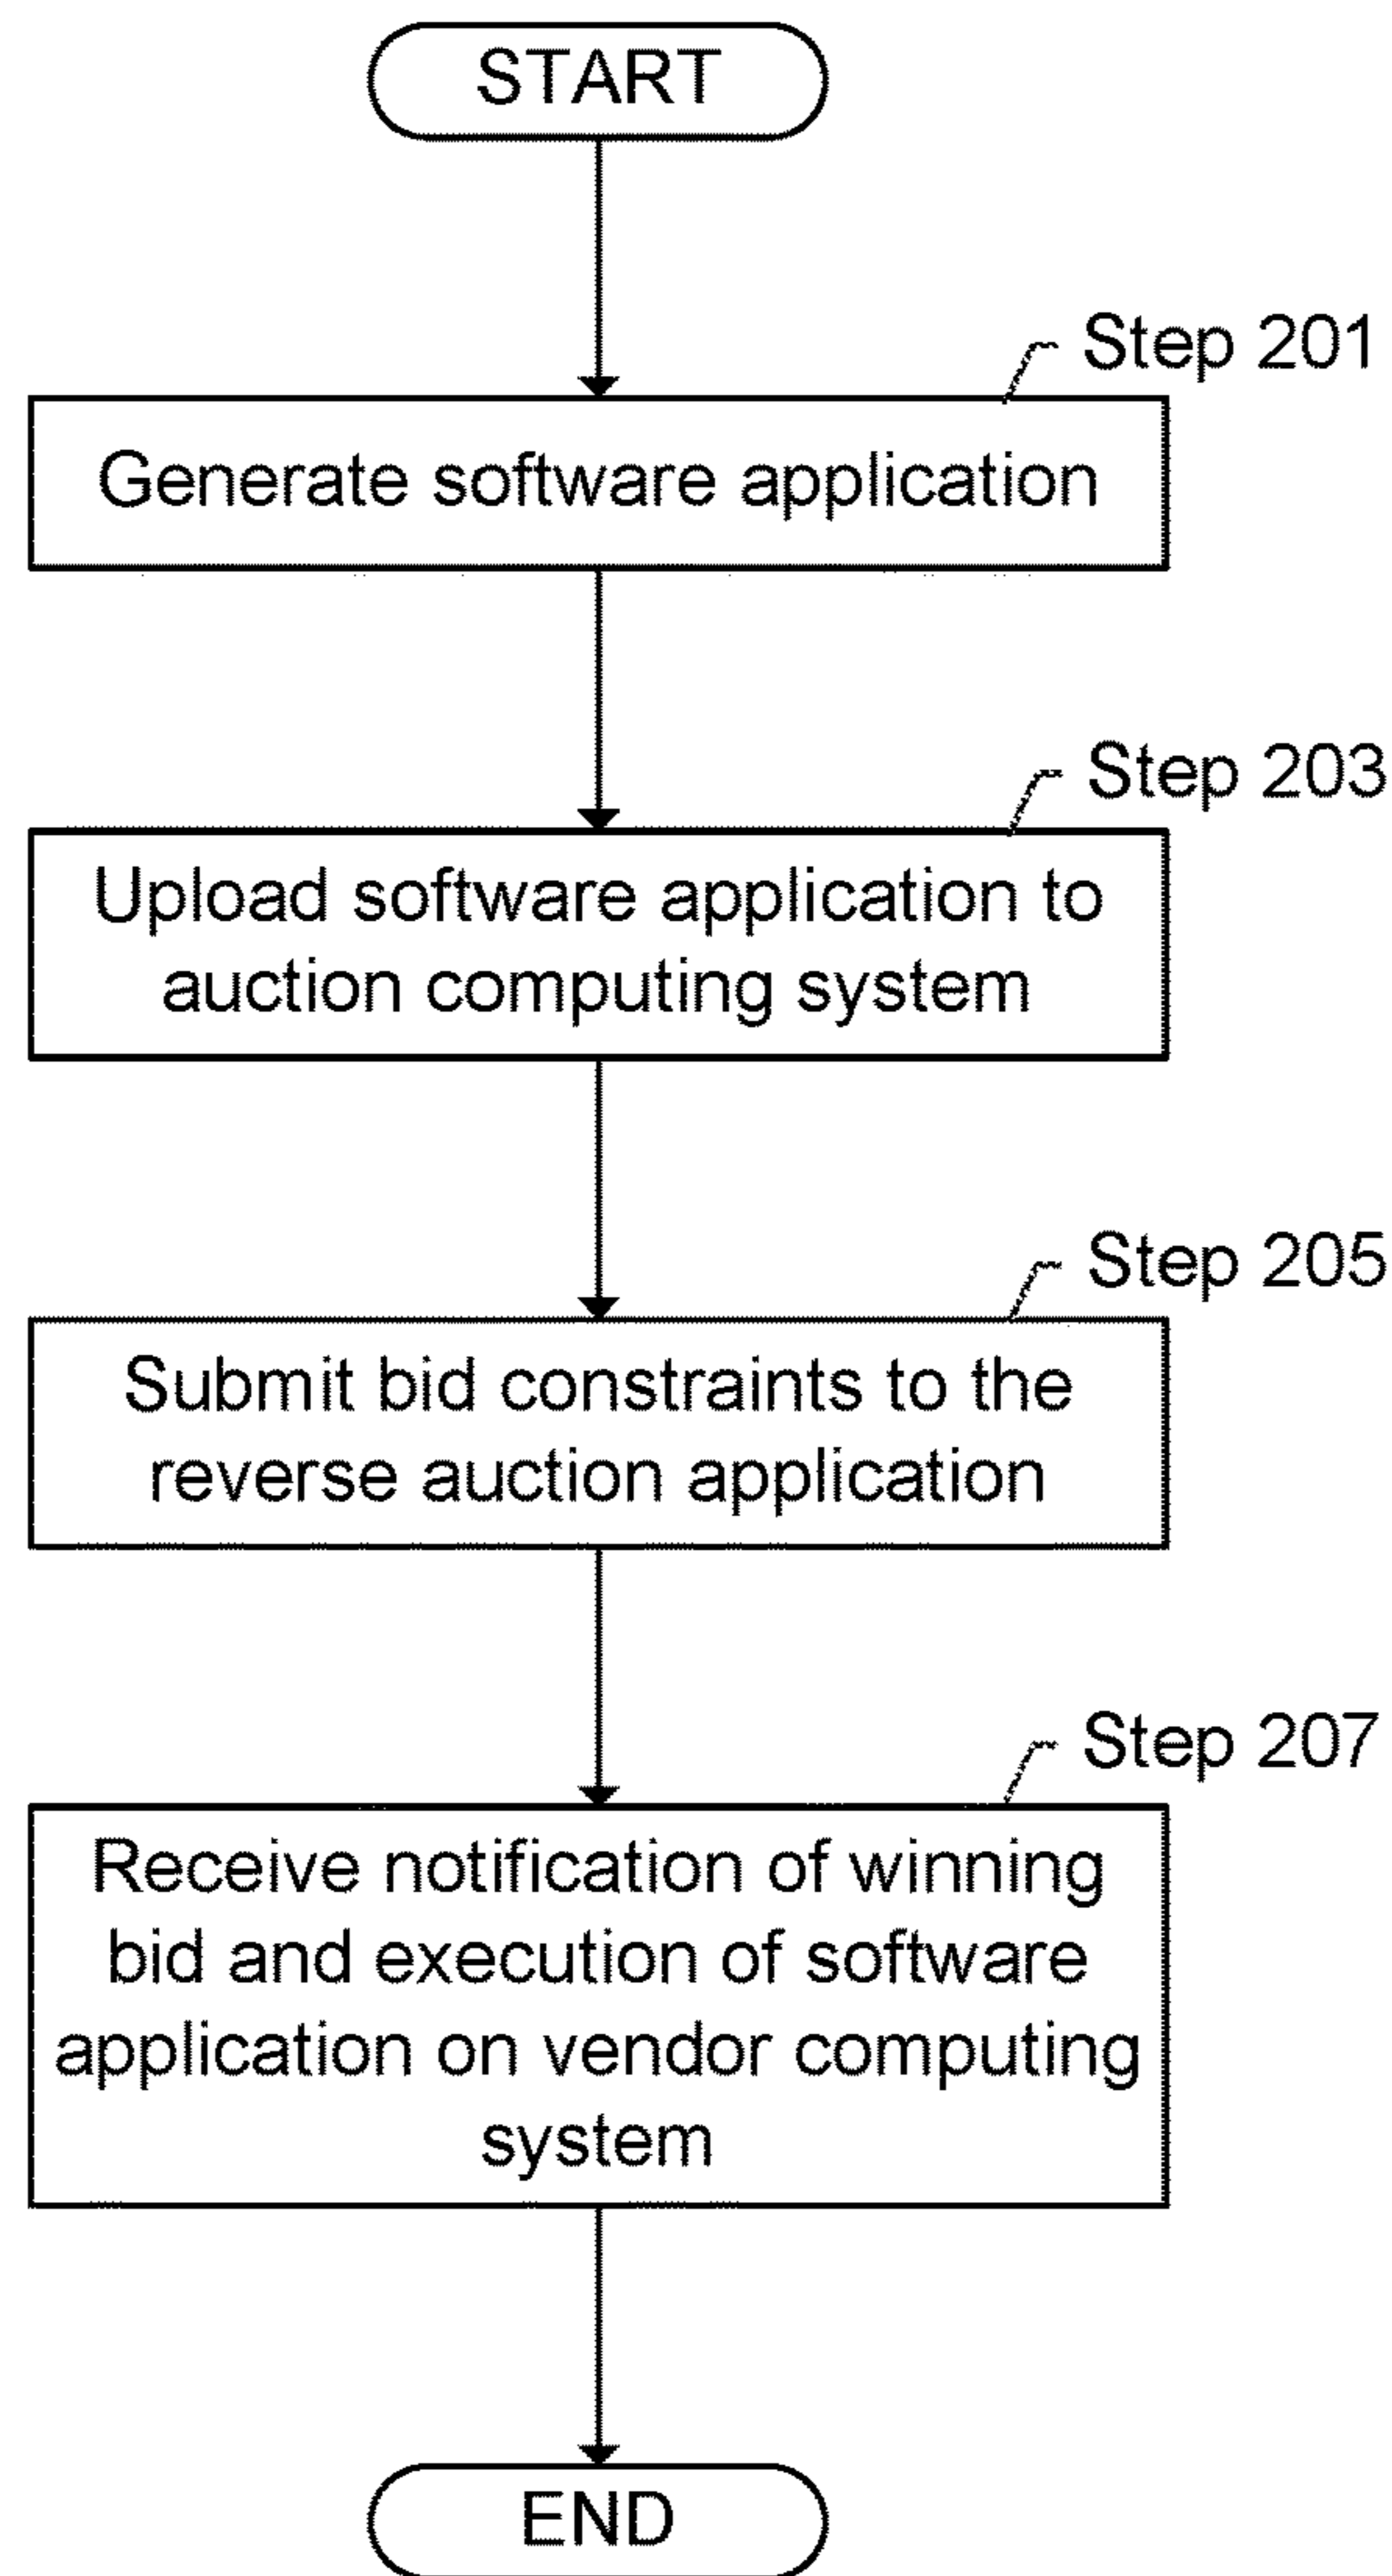 START
Step 201
Generate software application
Step 203
Upload software application to
auction computing system
Step 205
Submit bid constraints to the
reverse auction application
Step 207
Receive notification of winning
bid and execution of software
application on vendor computing
system
END